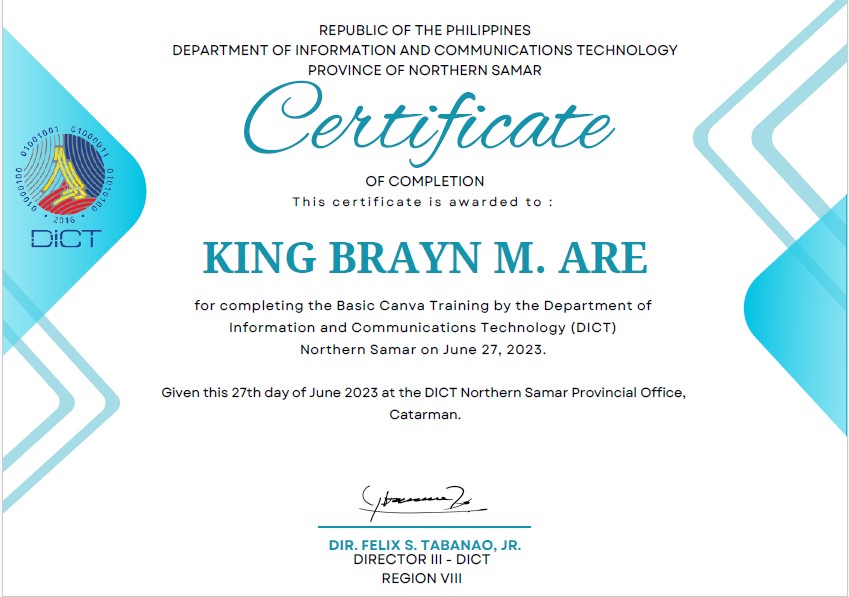 REPUBLIC OF THE PHILIPPINES
DEPARTMENT OF INFORMATION AND COMMUNICATIONS TECHNOLOGY
PROVINCE OF NORTHERN SAMAR
Certificate
OF COMPLETION
This certificate is awarded to :
01001001 01000011 01000100 01010100
• 2016 •
DICT
KING BRAYN M. ARE
for completing the Basic Canva Training by the Department of
Information and Communications Technology (DICT)
Northern Samar on June 27, 2023.
Given this 27th day of June 2023 at the DICT Northern Samar Provincial Office,
Catarman.
DIR. FELIX S. TABANAO, JR.
DIRECTOR III - DICT
REGION VIII